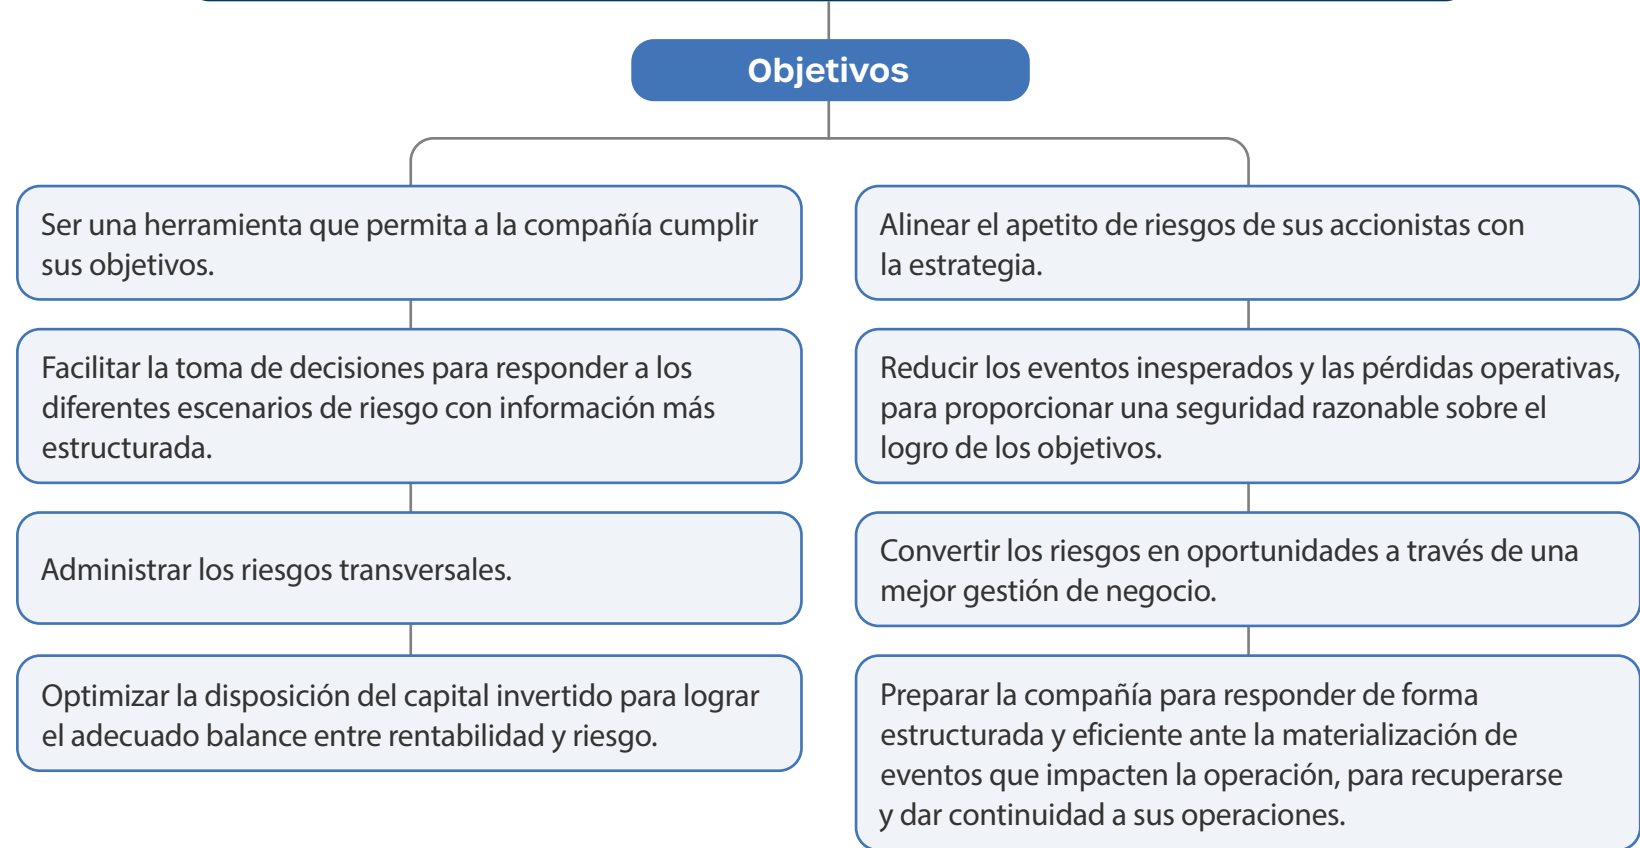 Objetivos
Ser una herramienta que permita a la compañía cumplir
sus objetivos.
Facilitar la toma de decisiones para responder a los
diferentes escenarios de riesgo con información más
estructurada.
Administrar los riesgos transversales.
Optimizar la disposición del capital invertido para lograr
el adecuado balance entre rentabilidad y riesgo.
Alinear el apetito de riesgos de sus accionistas con
la estrategia.
Reducir los eventos inesperados y las pérdidas operativas,
para proporcionar una seguridad razonable sobre el
logro de los objetivos.
Convertir los riesgos en oportunidades a través de una
mejor gestión de negocio.
Preparar la compañía para responder de forma
estructurada y eficiente ante la materialización de
eventos que impacten la operación, para recuperarse
y dar continuidad a sus operaciones.